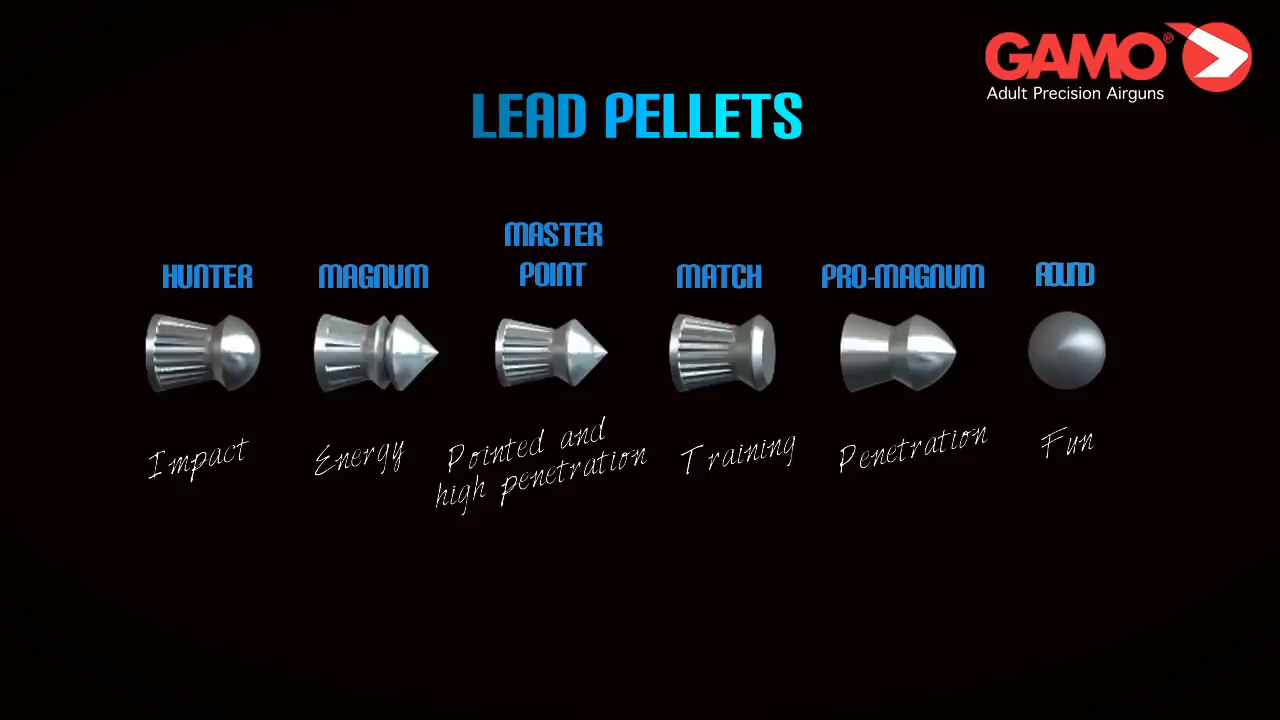 GAMO®
Adult Precision Airguns
LEAD PELLETS
HUNTER
MAGNUM
MASTER
POINT
MATCH
PRO-MAGNUM
ROUND
Impact
Energy
Pointed and
high penetration
Training
Penetration
Fun